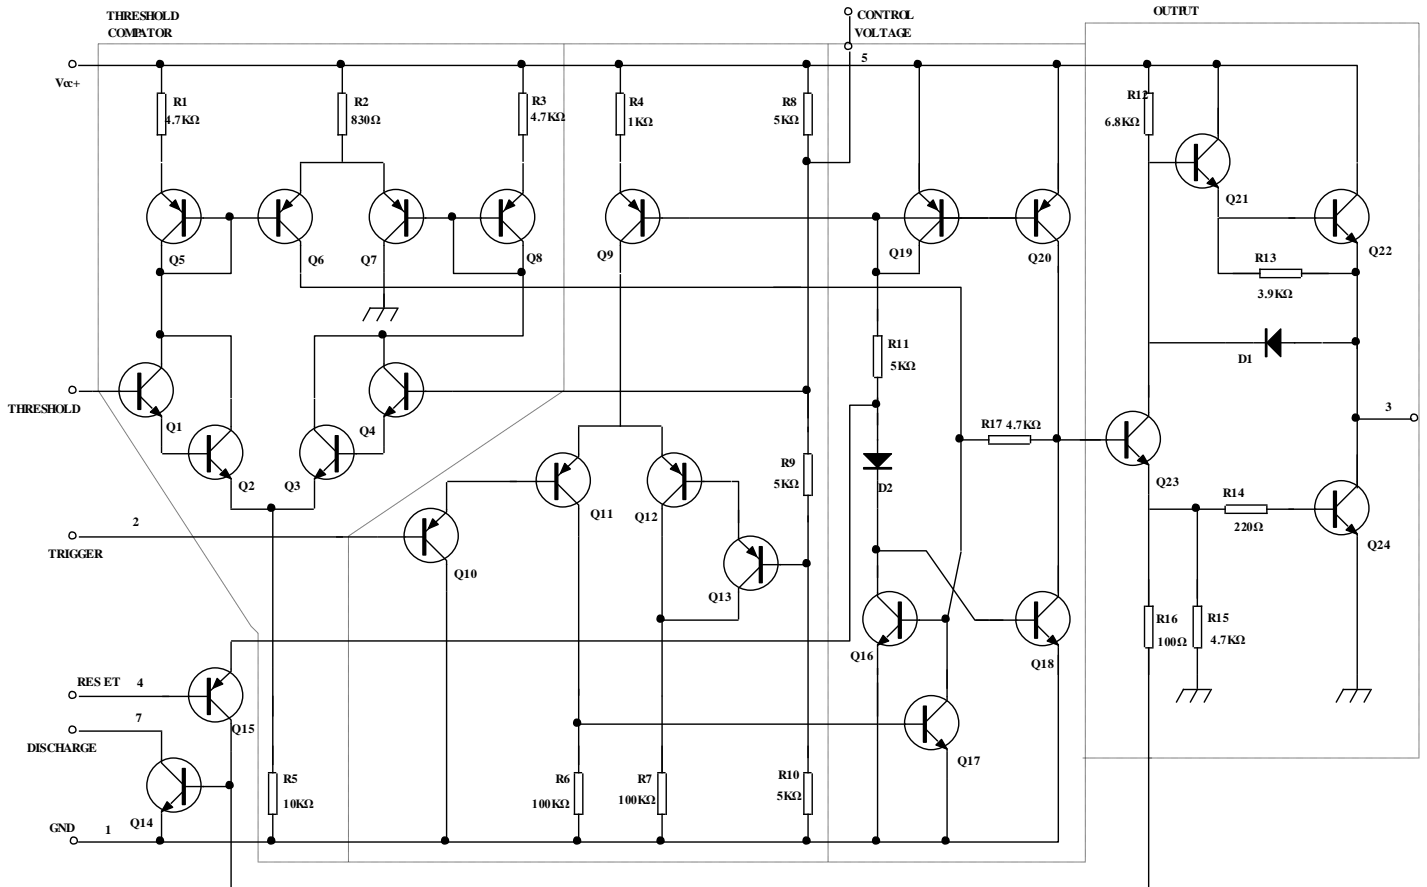 THRESHOLD
COMPATOR
CONTROL
VOLTAGE
5
OUTPUT
Vcc+
R1
4.7KΩ
R2
830Ω
R3
4.7KΩ
R4
1KΩ
R8
5KΩ
R12
6.8KΩ
Q5
Q6
Q7
Q8
Q9
Q19
Q20
Q21
Q22
R13
3.9KΩ
R11
5KΩ
D1
THRESHOLD
Q1
Q4
3
R17 4.7KΩ
Q2
Q3
R9
5KΩ
D2
Q23
Q11
Q12
R14
220Ω
2
TRIGGER
Q10
Q13
Q24
Q16
Q18
R16
100Ω
R15
4.7KΩ
RESET
4
7
Q15
DISCHARGE
Q17
Q14
R5
10KΩ
R6
100KΩ
R7
100KΩ
R10
5KΩ
GND
1